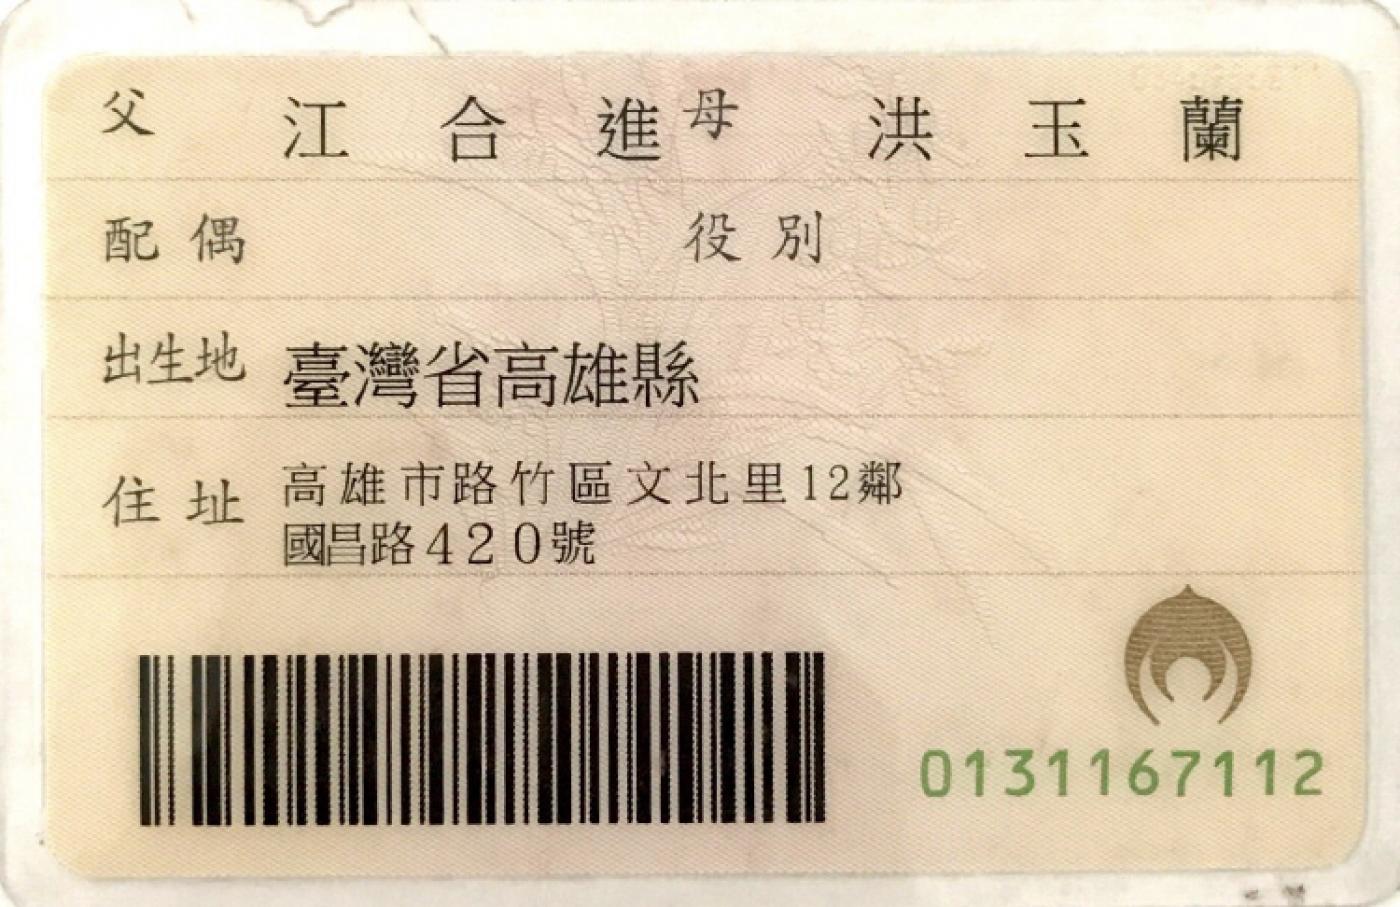 父 江合進 母 洪玉蘭
配偶 役別
出生地 臺灣省高雄縣
住址 高雄市路竹區文北里12鄰
國昌路420號
0131167112